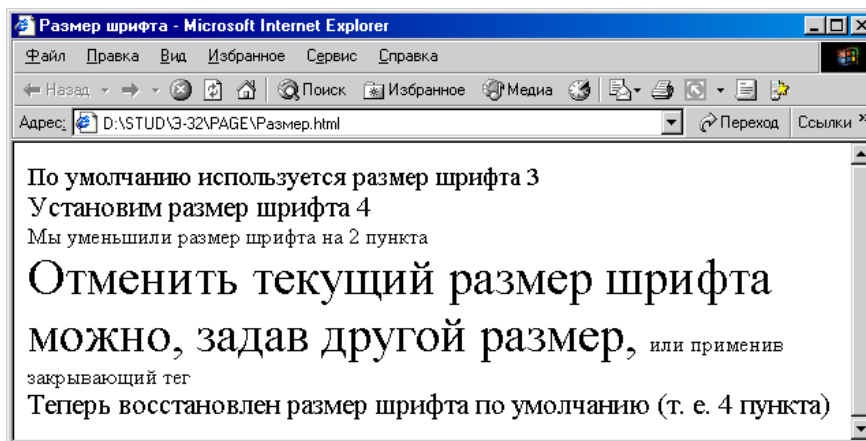 Размер шрифта - Microsoft Internet Explorer
Файл Правка Вид Избранное Сервис Справка
Назад Поиск Избранное Медиа
Адрес: D:\STUD\Э-32\PAGE\Размер.html Переход Ссылки »
По умолчанию используется размер шрифта 3
Установим размер шрифта 4
Мы уменьшили размер шрифта на 2 пункта
Отменить текущий размер шрифта
можно, задав другой размер, или применив
закрывающий тег
Теперь восстановлен размер шрифта по умолчанию (т. е. 4 пункта)